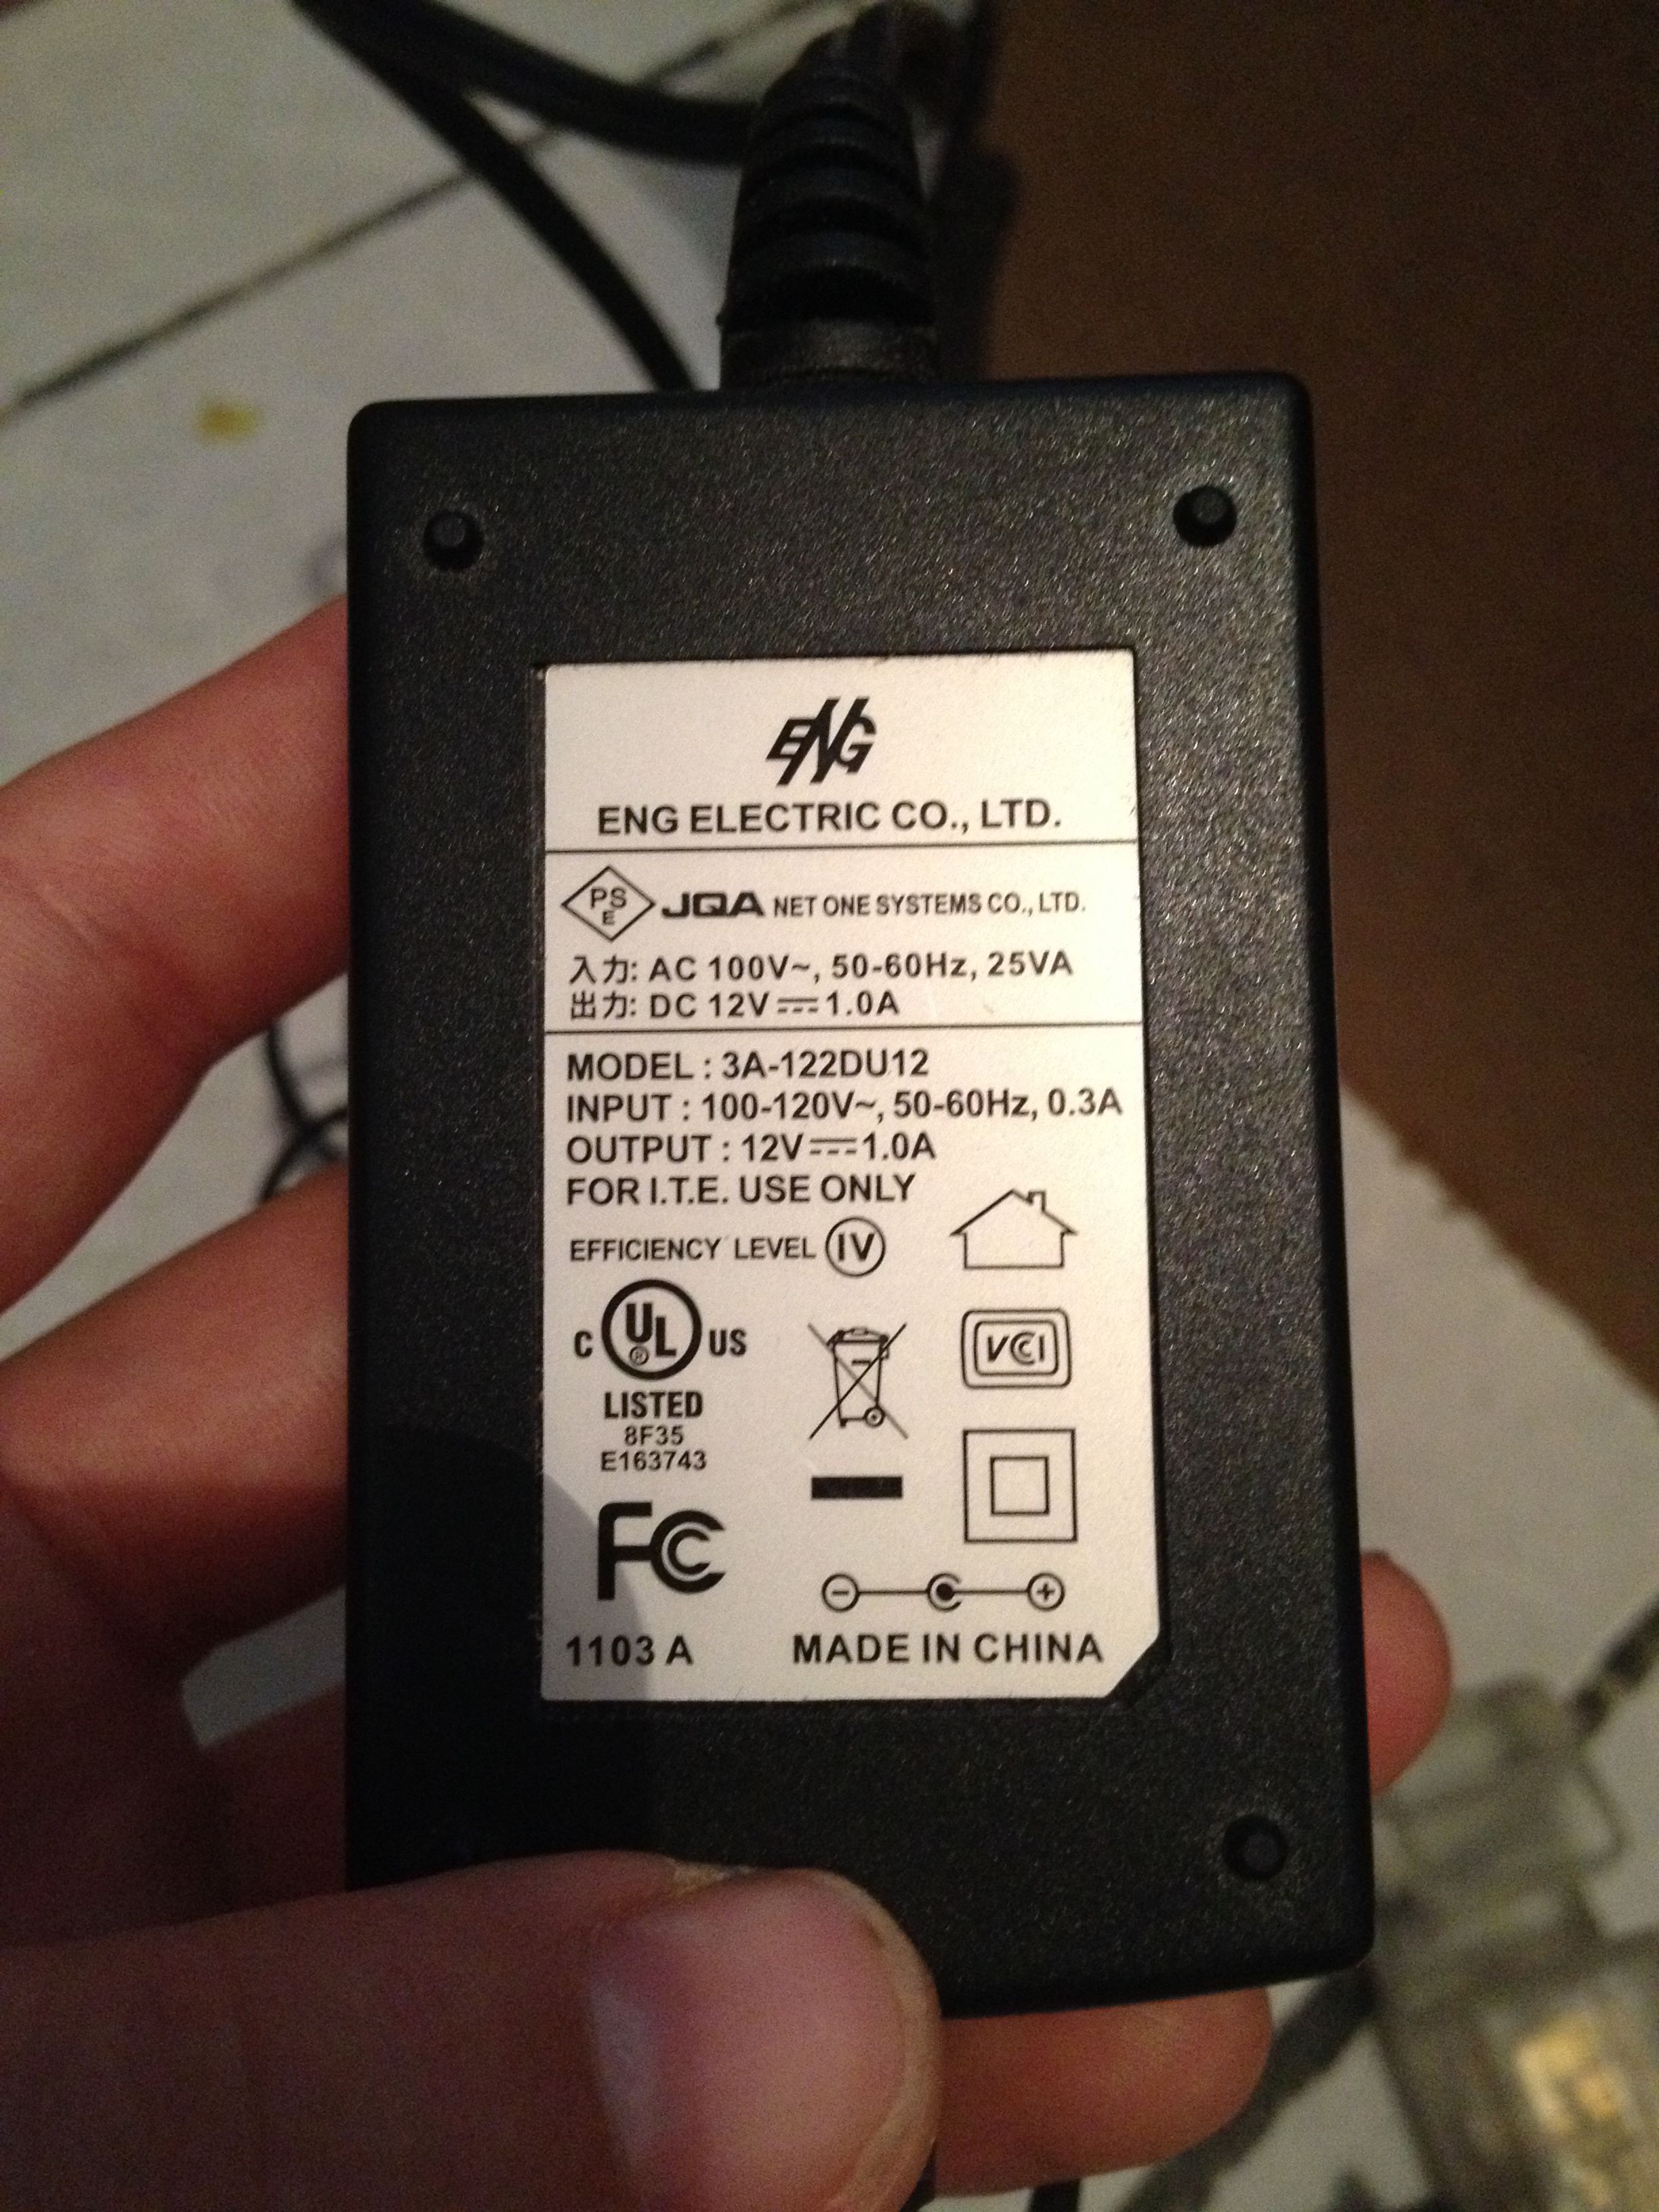 ENG
ENG ELECTRIC CO., LTD.
PS
E
JQA NET ONE SYSTEMS CO., LTD.
入力: AC 100V~, 50-60Hz, 25VA
出力: DC 12V⎓1.0A
MODEL : 3A-122DU12
INPUT : 100-120V~, 50-60Hz, 0.3A
OUTPUT : 12V⎓1.0A
FOR I.T.E. USE ONLY
EFFICIENCY LEVEL IV
C UL® US
LISTED
8F35
E163743
VCI
FC
1103 A
MADE IN CHINA